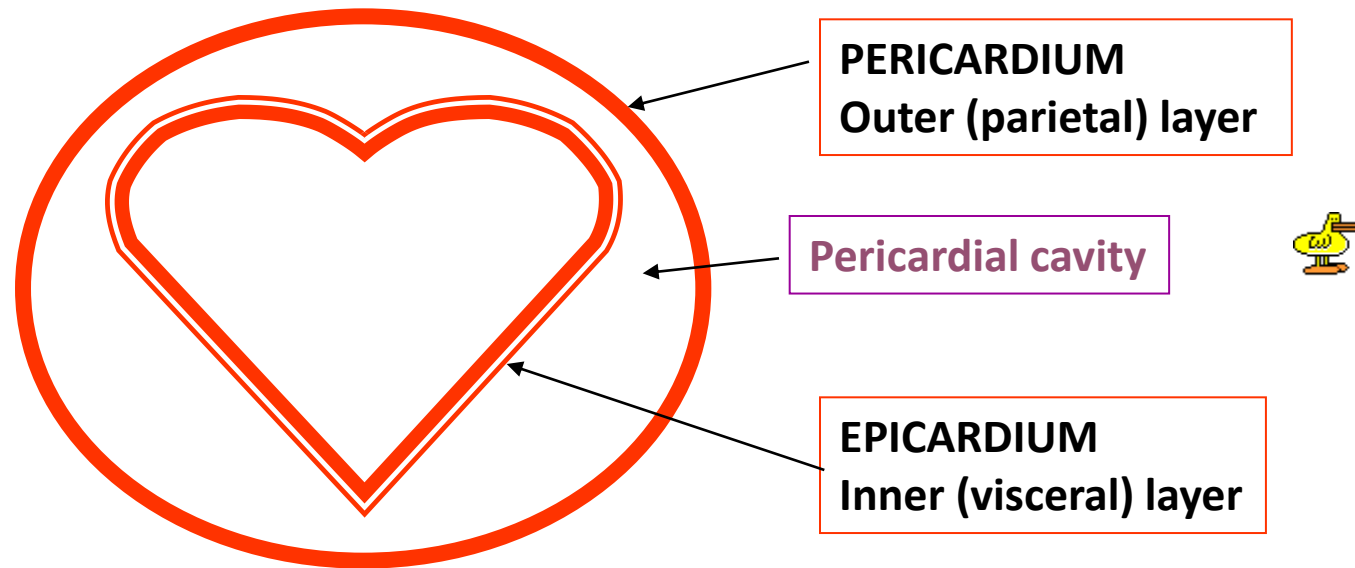 PERICARDIUM
Outer (parietal) layer
Pericardial cavity
EPICARDIUM
Inner (visceral) layer